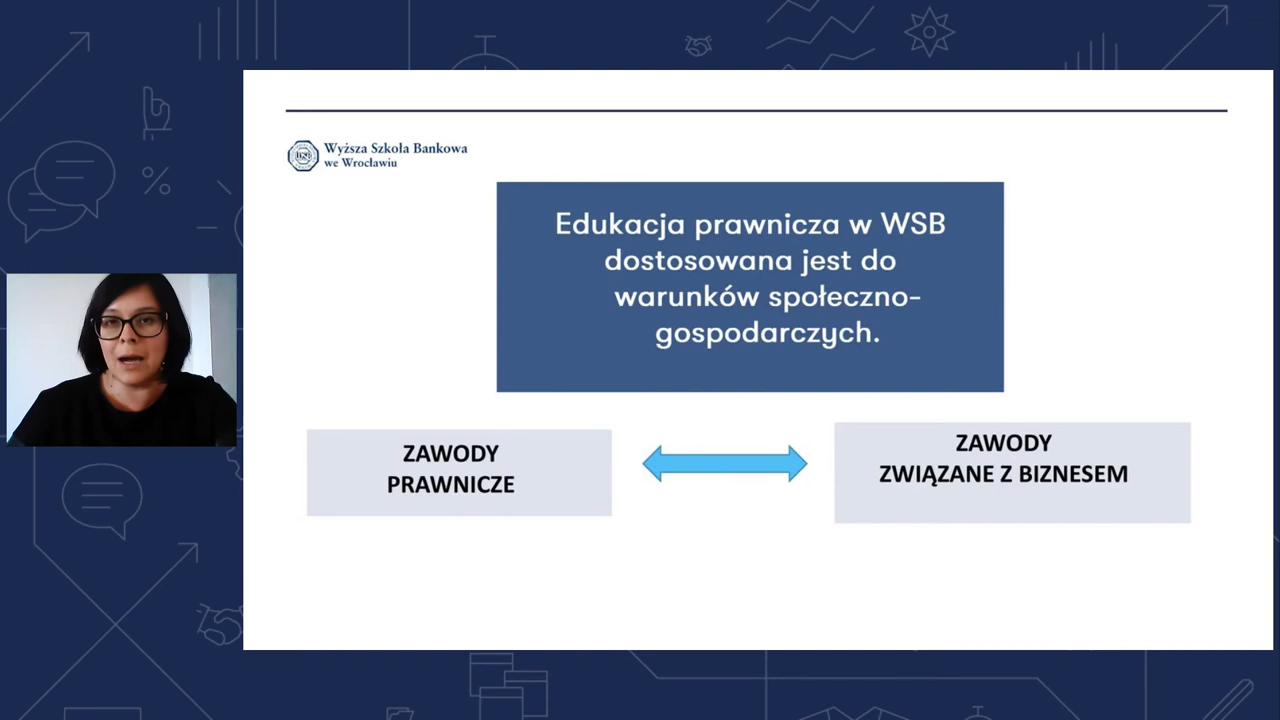 Wyższa Szkoła Bankowa
we Wrocławiu
WSB
Edukacja prawnicza w WSB
dostosowana jest do
warunków społeczno-
gospodarczych.
ZAWODY
PRAWNICZE
ZAWODY
ZWIĄZANE Z BIZNESEM
%